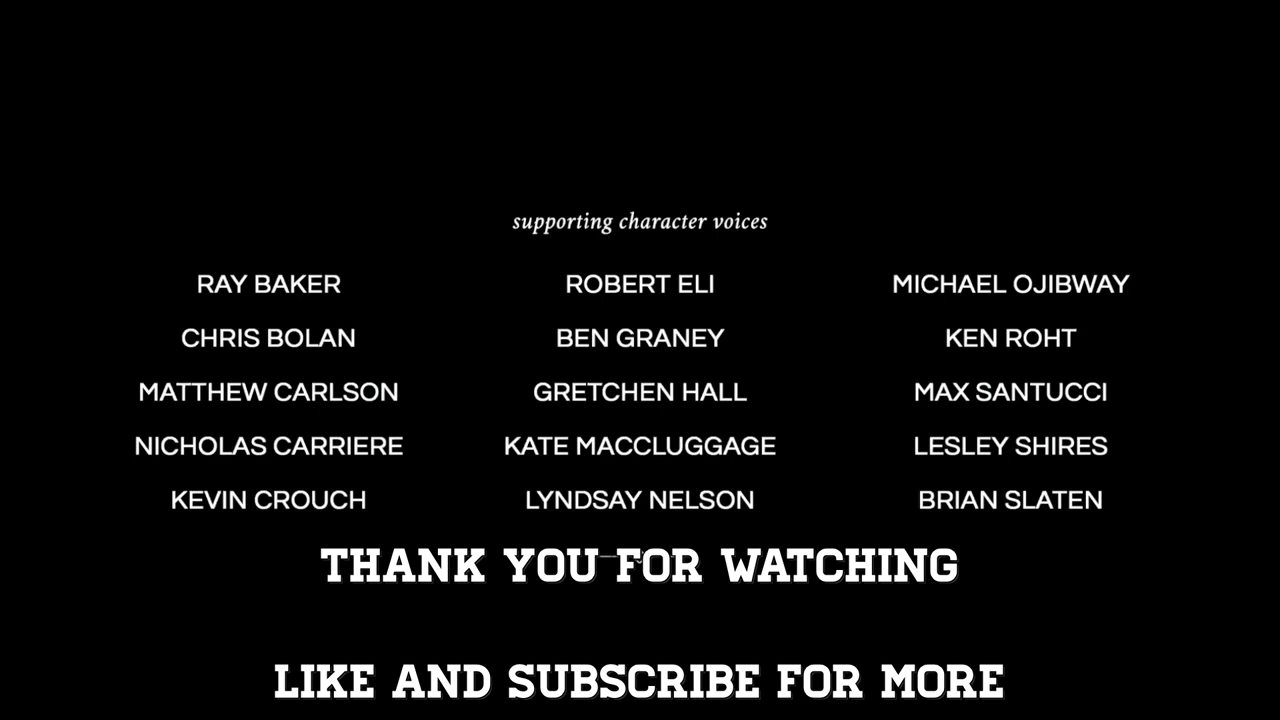 supporting character voices
RAY BAKER ROBERT ELI MICHAEL OJIBWAY
CHRIS BOLAN BEN GRANEY KEN ROHT
MATTHEW CARLSON GRETCHEN HALL MAX SANTUCCI
NICHOLAS CARRIERE KATE MACCLUGGAGE LESLEY SHIRES
KEVIN CROUCH LYNDSAY NELSON BRIAN SLATEN
THANK YOU FOR WATCHING
LIKE AND SUBSCRIBE FOR MORE